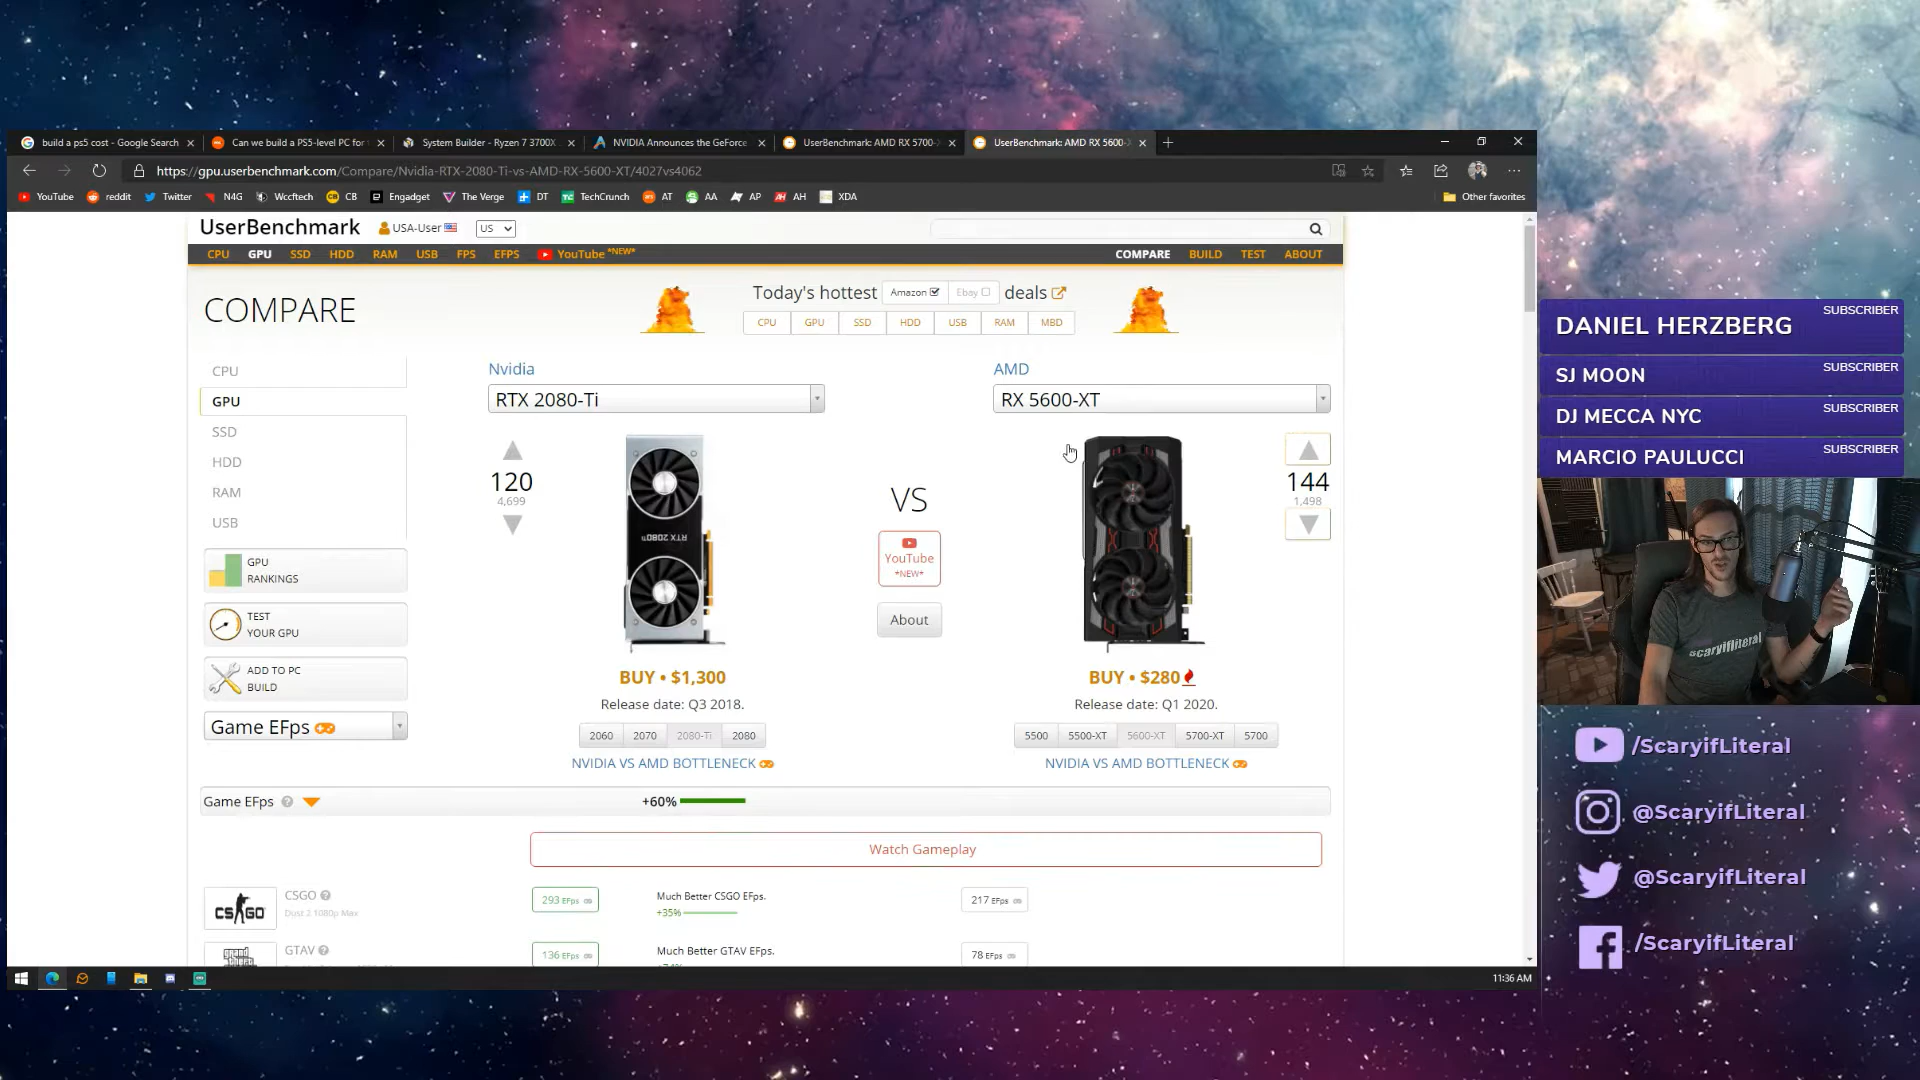 build a ps5 cost - Google Search
Can we build a PS5-level PC for
System Builder - Ryzen 7 3700X
NVIDIA Announces the GeForce
UserBenchmark: AMD RX 5700-
UserBenchmark: AMD RX 5600-X
https://gpu.userbenchmark.com/Compare/Nvidia-RTX-2080-Ti-vs-AMD-RX-5600-XT/4027vs4062
YouTube reddit Twitter N4G Wccftech CB Engadget The Verge DT TechCrunch AT AA AP AH XDA Other favorites
UserBenchmark USA-User US
CPU GPU SSD HDD RAM USB FPS EFPS YouTube *NEW* COMPARE BUILD TEST ABOUT
COMPARE
Today's hottest Amazon Ebay deals
CPU GPU SSD HDD USB RAM MBD
CPU
GPU
SSD
HDD
RAM
USB
GPU
RANKINGS
TEST
YOUR GPU
ADD TO PC
BUILD
Game EFps
Nvidia
RTX 2080-Ti
120
4,699
RTX 2080 Ti
BUY • $1,300
Release date: Q3 2018.
2060 2070 2080-Ti 2080
NVIDIA VS AMD BOTTLENECK
VS
YouTube
*NEW*
About
AMD
RX 5600-XT
144
1,498
BUY • $280
Release date: Q1 2020.
5500 5500-XT 5600-XT 5700-XT 5700
NVIDIA VS AMD BOTTLENECK
Game EFps +60%
Watch Gameplay
CS:GO
CSGO
Dust 2 1080p Max
293 EFps
Much Better CSGO EFps.
+35%
217 EFps
grand
GTAV
136 EFps
Much Better GTAV EFps.
78 EFps
11:36 AM
DANIEL HERZBERG SUBSCRIBER
SJ MOON SUBSCRIBER
DJ MECCA NYC SUBSCRIBER
MARCIO PAULUCCI SUBSCRIBER
@scaryifliteral
/ScaryifLiteral
@ScaryifLiteral
@ScaryifLiteral
/ScaryifLiteral